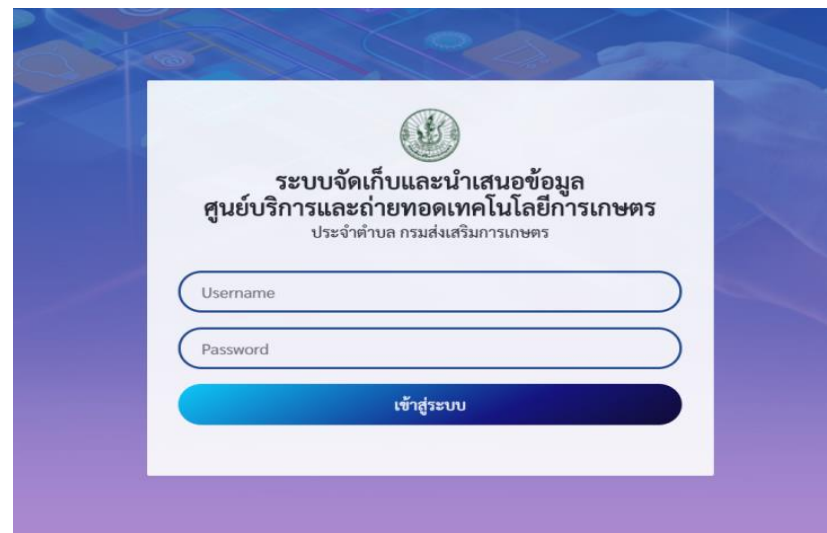 ระบบจัดเก็บและนำเสนอข้อมูล
ศูนย์บริการและถ่ายทอดเทคโนโลยีการเกษตร
ประจำตำบล กรมส่งเสริมการเกษตร
Username
Password
เข้าสู่ระบบ